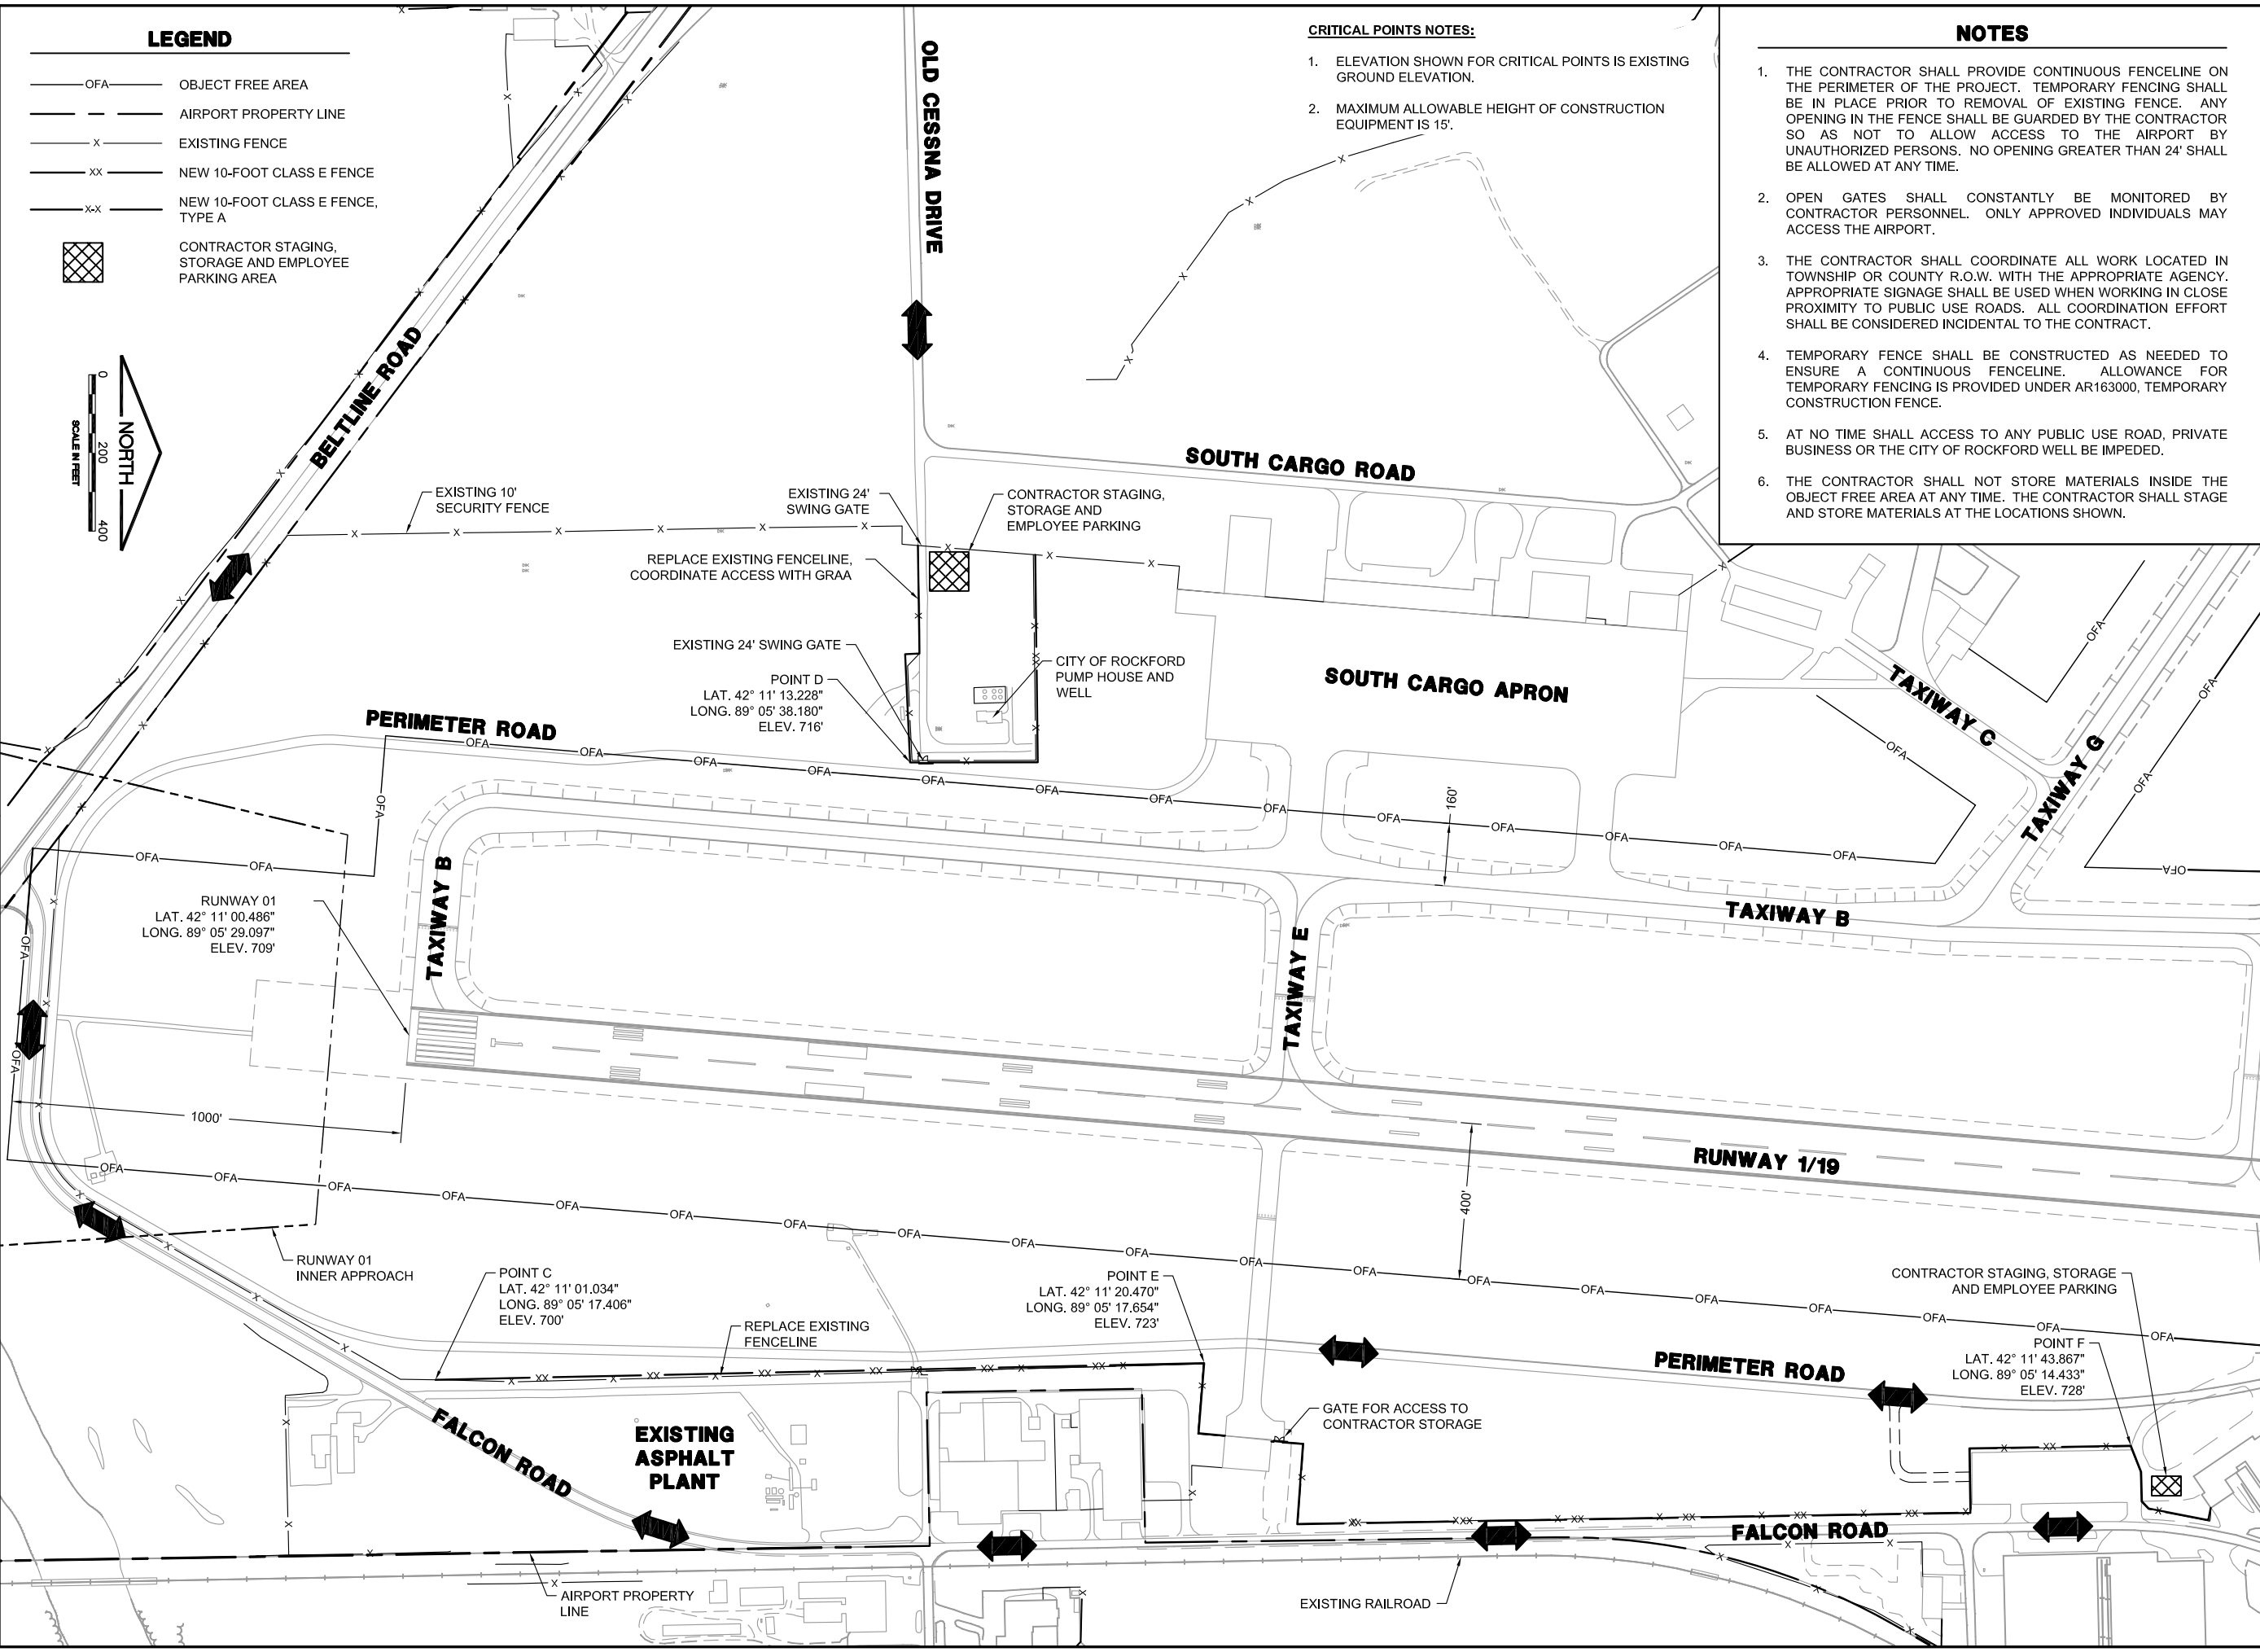 LEGEND
OFA OBJECT FREE AREA
AIRPORT PROPERTY LINE
X EXISTING FENCE
XX NEW 10-FOOT CLASS E FENCE
X-X NEW 10-FOOT CLASS E FENCE,
TYPE A
CONTRACTOR STAGING,
STORAGE AND EMPLOYEE
PARKING AREA
NORTH
0 200 400
SCALE IN FEET
CRITICAL POINTS NOTES:
1. ELEVATION SHOWN FOR CRITICAL POINTS IS EXISTING
GROUND ELEVATION.
2. MAXIMUM ALLOWABLE HEIGHT OF CONSTRUCTION
EQUIPMENT IS 15'.
NOTES
1. THE CONTRACTOR SHALL PROVIDE CONTINUOUS FENCELINE ON
THE PERIMETER OF THE PROJECT. TEMPORARY FENCING SHALL
BE IN PLACE PRIOR TO REMOVAL OF EXISTING FENCE. ANY
OPENING IN THE FENCE SHALL BE GUARDED BY THE CONTRACTOR
SO AS NOT TO ALLOW ACCESS TO THE AIRPORT BY
UNAUTHORIZED PERSONS. NO OPENING GREATER THAN 24' SHALL
BE ALLOWED AT ANY TIME.
2. OPEN GATES SHALL CONSTANTLY BE MONITORED BY
CONTRACTOR PERSONNEL. ONLY APPROVED INDIVIDUALS MAY
ACCESS THE AIRPORT.
3. THE CONTRACTOR SHALL COORDINATE ALL WORK LOCATED IN
TOWNSHIP OR COUNTY R.O.W. WITH THE APPROPRIATE AGENCY.
APPROPRIATE SIGNAGE SHALL BE USED WHEN WORKING IN CLOSE
PROXIMITY TO PUBLIC USE ROADS. ALL COORDINATION EFFORT
SHALL BE CONSIDERED INCIDENTAL TO THE CONTRACT.
4. TEMPORARY FENCE SHALL BE CONSTRUCTED AS NEEDED TO
ENSURE A CONTINUOUS FENCELINE. ALLOWANCE FOR
TEMPORARY FENCING IS PROVIDED UNDER AR163000, TEMPORARY
CONSTRUCTION FENCE.
5. AT NO TIME SHALL ACCESS TO ANY PUBLIC USE ROAD, PRIVATE
BUSINESS OR THE CITY OF ROCKFORD WELL BE IMPEDED.
6. THE CONTRACTOR SHALL NOT STORE MATERIALS INSIDE THE
OBJECT FREE AREA AT ANY TIME. THE CONTRACTOR SHALL STAGE
AND STORE MATERIALS AT THE LOCATIONS SHOWN.
OLD CESSNA DRIVE
BELTLINE ROAD
SOUTH CARGO ROAD
EXISTING 10'
SECURITY FENCE
EXISTING 24'
SWING GATE
CONTRACTOR STAGING,
STORAGE AND
EMPLOYEE PARKING
REPLACE EXISTING FENCELINE,
COORDINATE ACCESS WITH GRAA
EXISTING 24' SWING GATE
POINT D
LAT. 42° 11' 13.228"
LONG. 89° 05' 38.180"
ELEV. 716'
CITY OF ROCKFORD
PUMP HOUSE AND
WELL
SOUTH CARGO APRON
TAXIWAY C
TAXIWAY G
PERIMETER ROAD
160'
RUNWAY 01
LAT. 42° 11' 00.486"
LONG. 89° 05' 29.097"
ELEV. 709'
TAXIWAY B
TAXIWAY E
TAXIWAY B
1000'
RUNWAY 1/19
400'
RUNWAY 01
INNER APPROACH
POINT C
LAT. 42° 11' 01.034"
LONG. 89° 05' 17.406"
ELEV. 700'
REPLACE EXISTING
FENCELINE
POINT E
LAT. 42° 11' 20.470"
LONG. 89° 05' 17.654"
ELEV. 723'
CONTRACTOR STAGING, STORAGE
AND EMPLOYEE PARKING
POINT F
LAT. 42° 11' 43.867"
LONG. 89° 05' 14.433"
ELEV. 728'
PERIMETER ROAD
GATE FOR ACCESS TO
CONTRACTOR STORAGE
FALCON ROAD
EXISTING
ASPHALT
PLANT
FALCON ROAD
AIRPORT PROPERTY
LINE
EXISTING RAILROAD